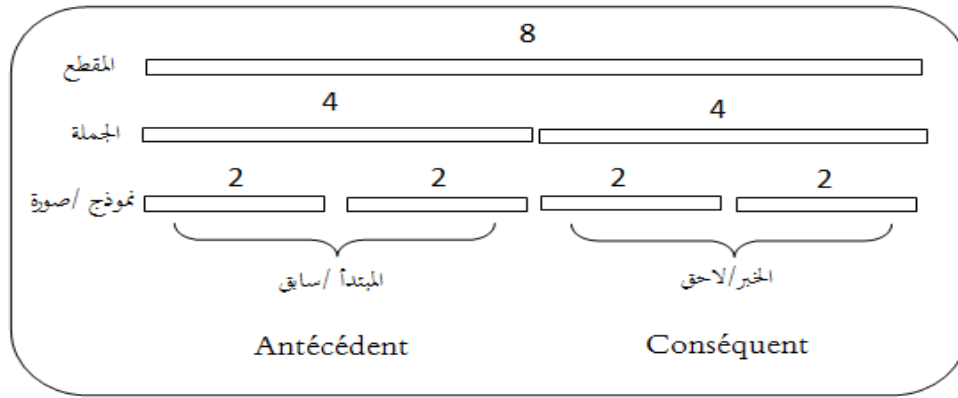 8
المقطع
4 4
الجملة
2 2 2 2
نموذج /صورة
المبتدأ /سابق الخبر/لاحق
Antécédent Conséquent